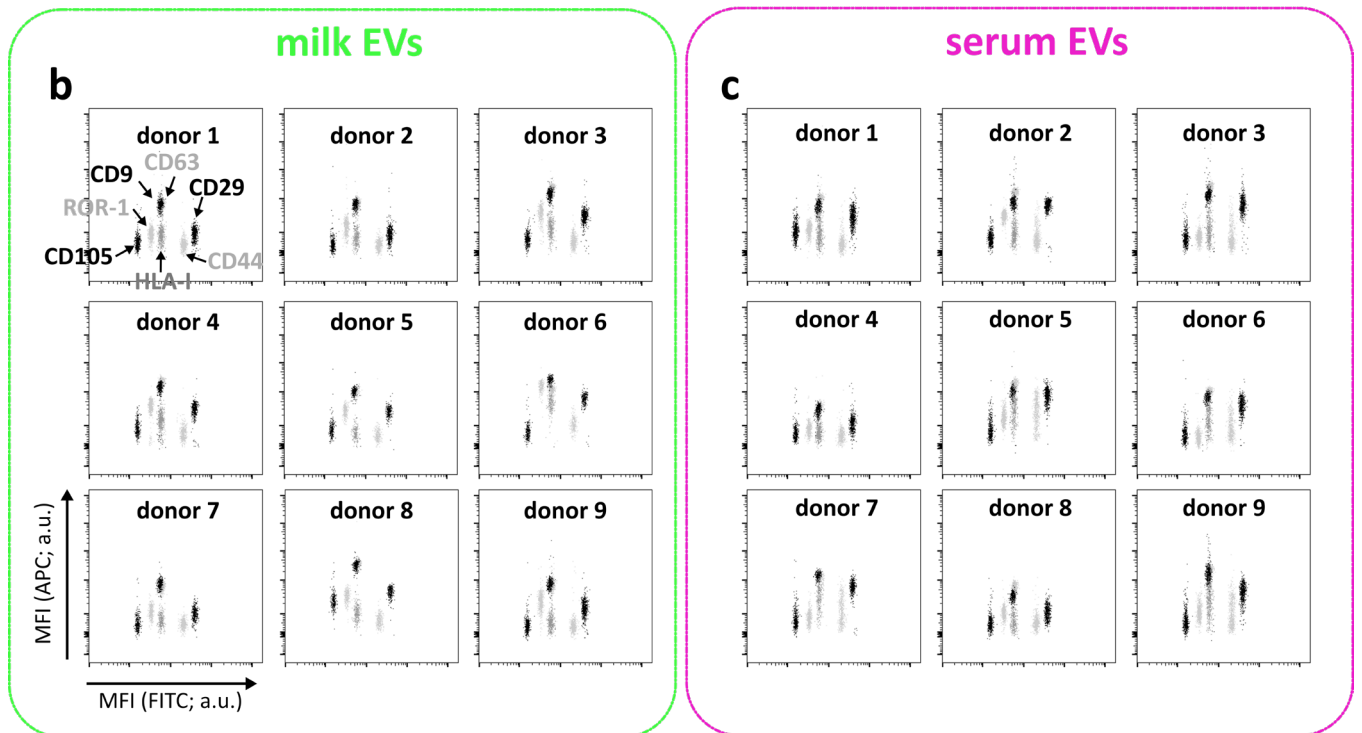 milk EVs
serum EVs
b
donor 1
donor 2
donor 3
CD63
CD9
CD29
ROR-1
CD105
CD44
HLA-I
donor 4
donor 5
donor 6
donor 7
donor 8
donor 9
MFI (APC; a.u.)
MFI (FITC; a.u.)
c
donor 1
donor 2
donor 3
donor 4
donor 5
donor 6
donor 7
donor 8
donor 9